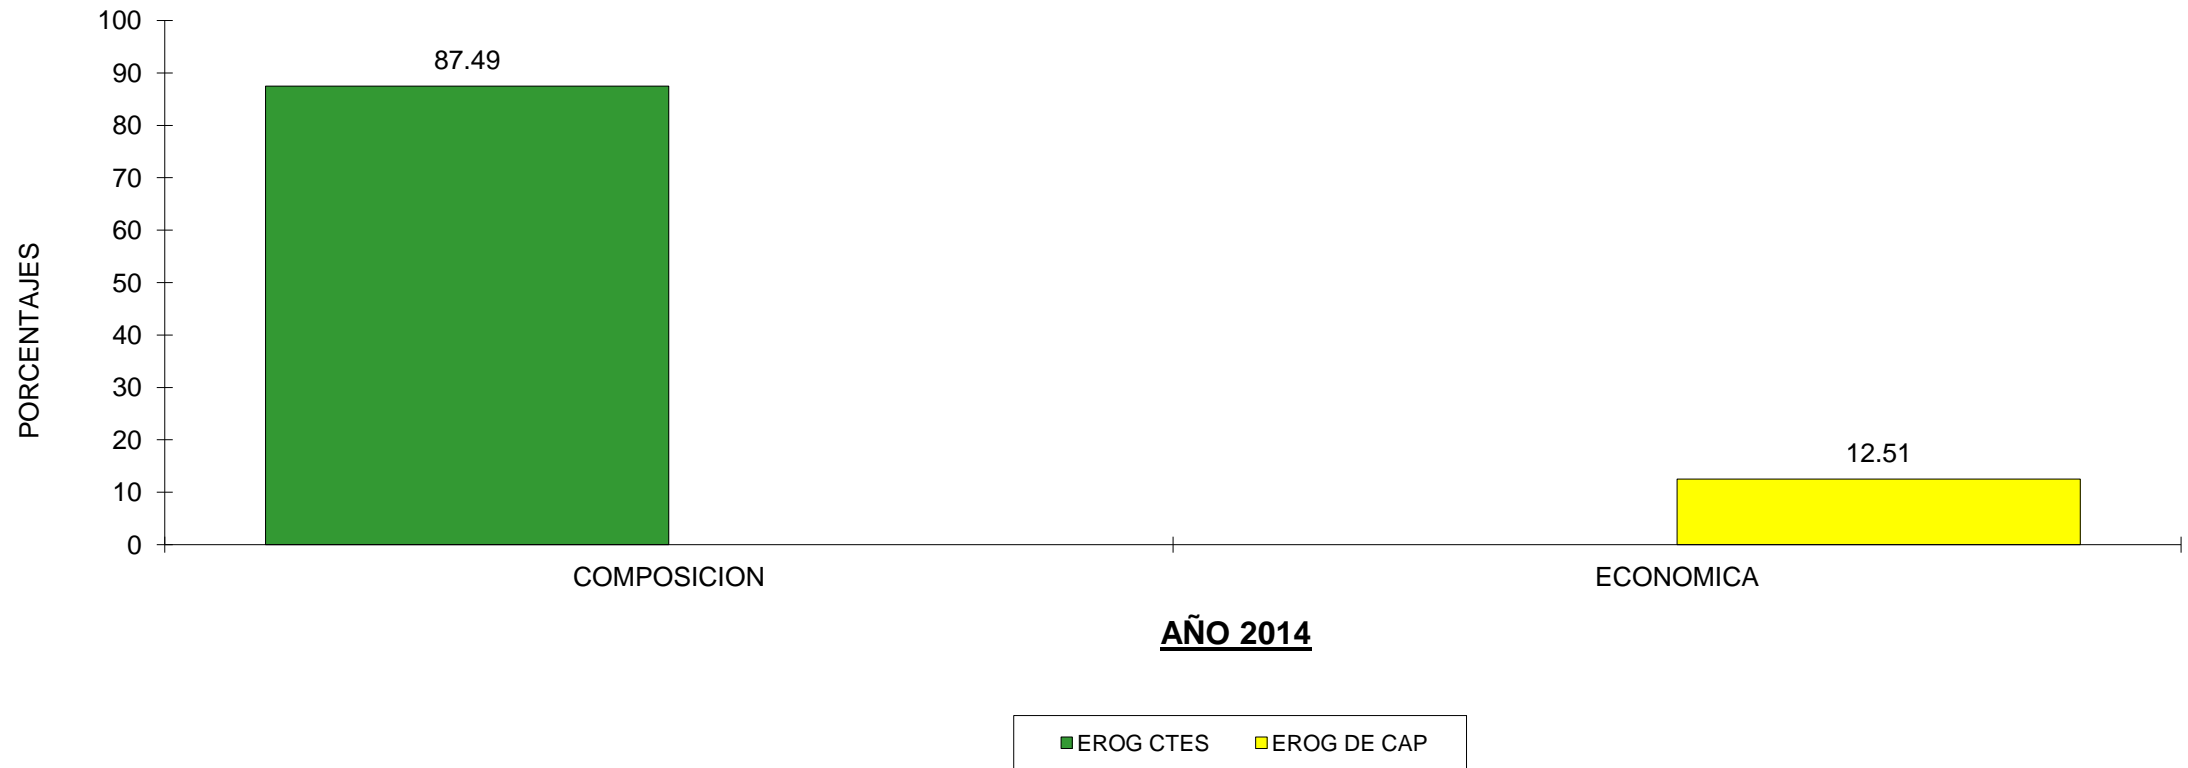 100
90
80
70
60
50
40
30
20
10
0
PORCENTAJES
87.49
12.51
COMPOSICION
ECONOMICA
AÑO 2014
EROG CTES
EROG DE CAP